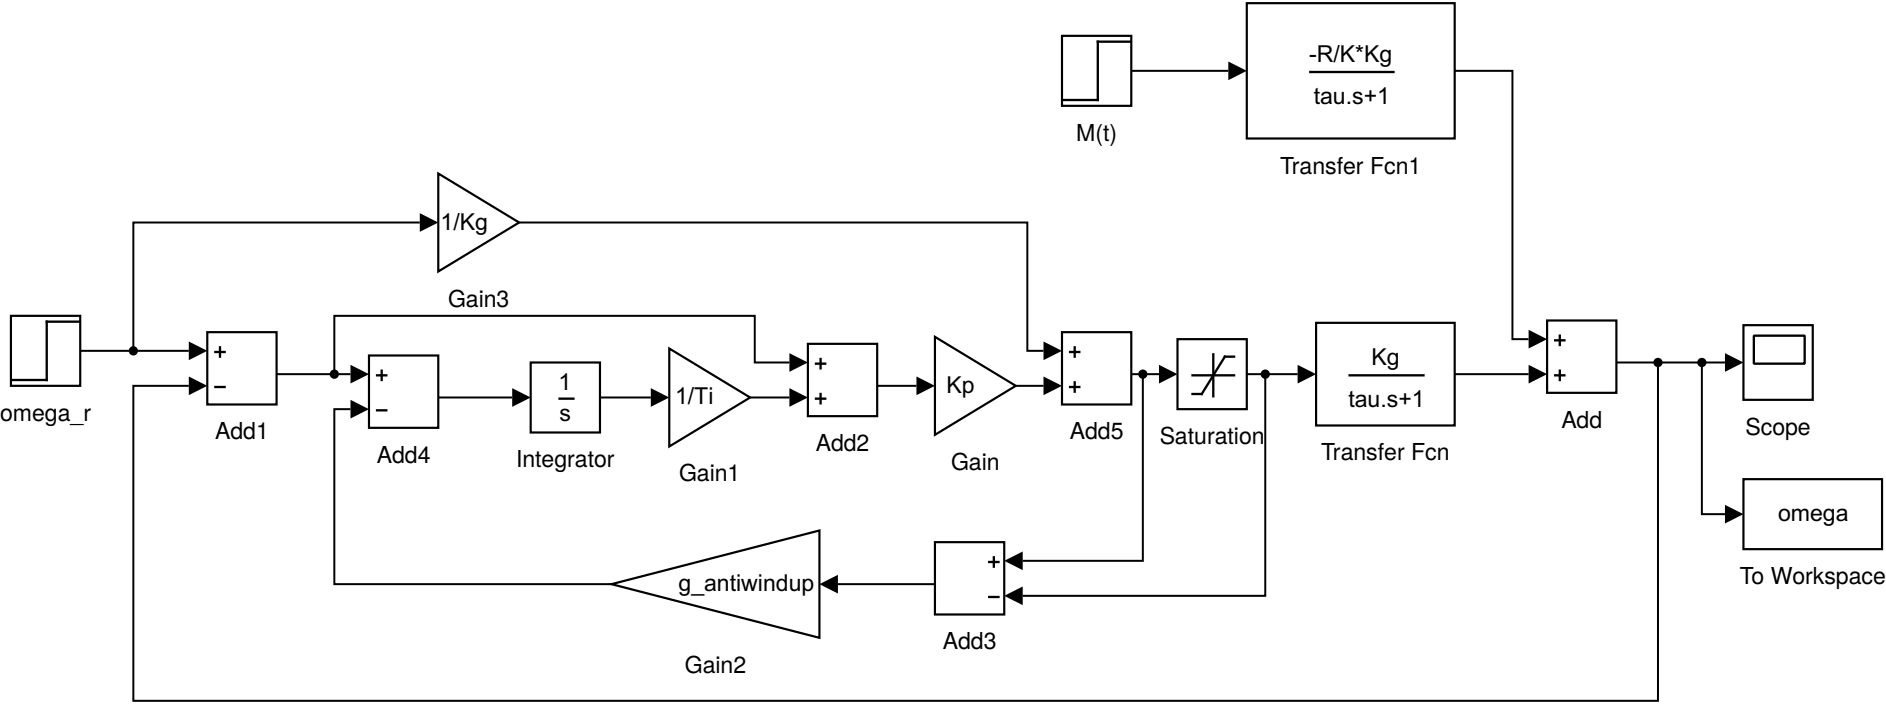 -R/K*Kg
tau.s+1
M(t)
Transfer Fcn1
1/Kg
Gain3
omega_r
+
−
Add1
+
−
Add4
1
s
Integrator
1/Ti
Gain1
+
+
Add2
Kp
Gain
+
+
Add5
Saturation
Kg
tau.s+1
Transfer Fcn
+
+
Add
Scope
omega
To Workspace
+
−
Add3
g_antiwindup
Gain2